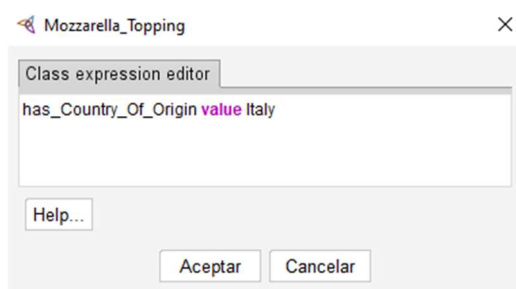 Mozzarella_Topping
Class expression editor
has_Country_Of_Origin value Italy
Help...
Aceptar Cancelar